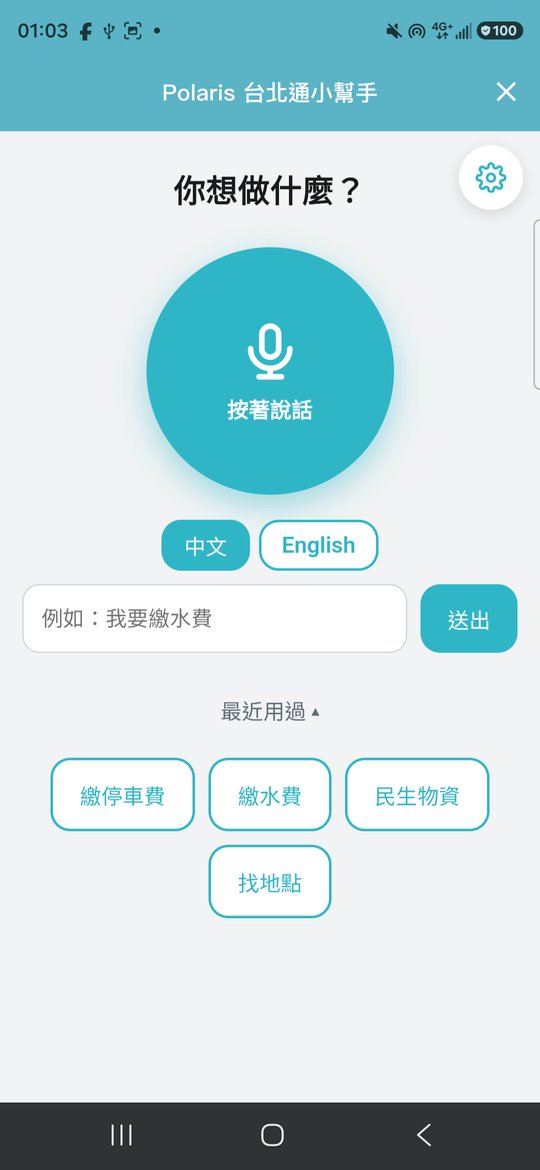 01:03
4G+
100
Polaris 台北通小幫手
你想做什麼？
按著說話
中文
English
例如：我要繳水費
送出
最近用過 ▴
繳停車費
繳水費
民生物資
找地點